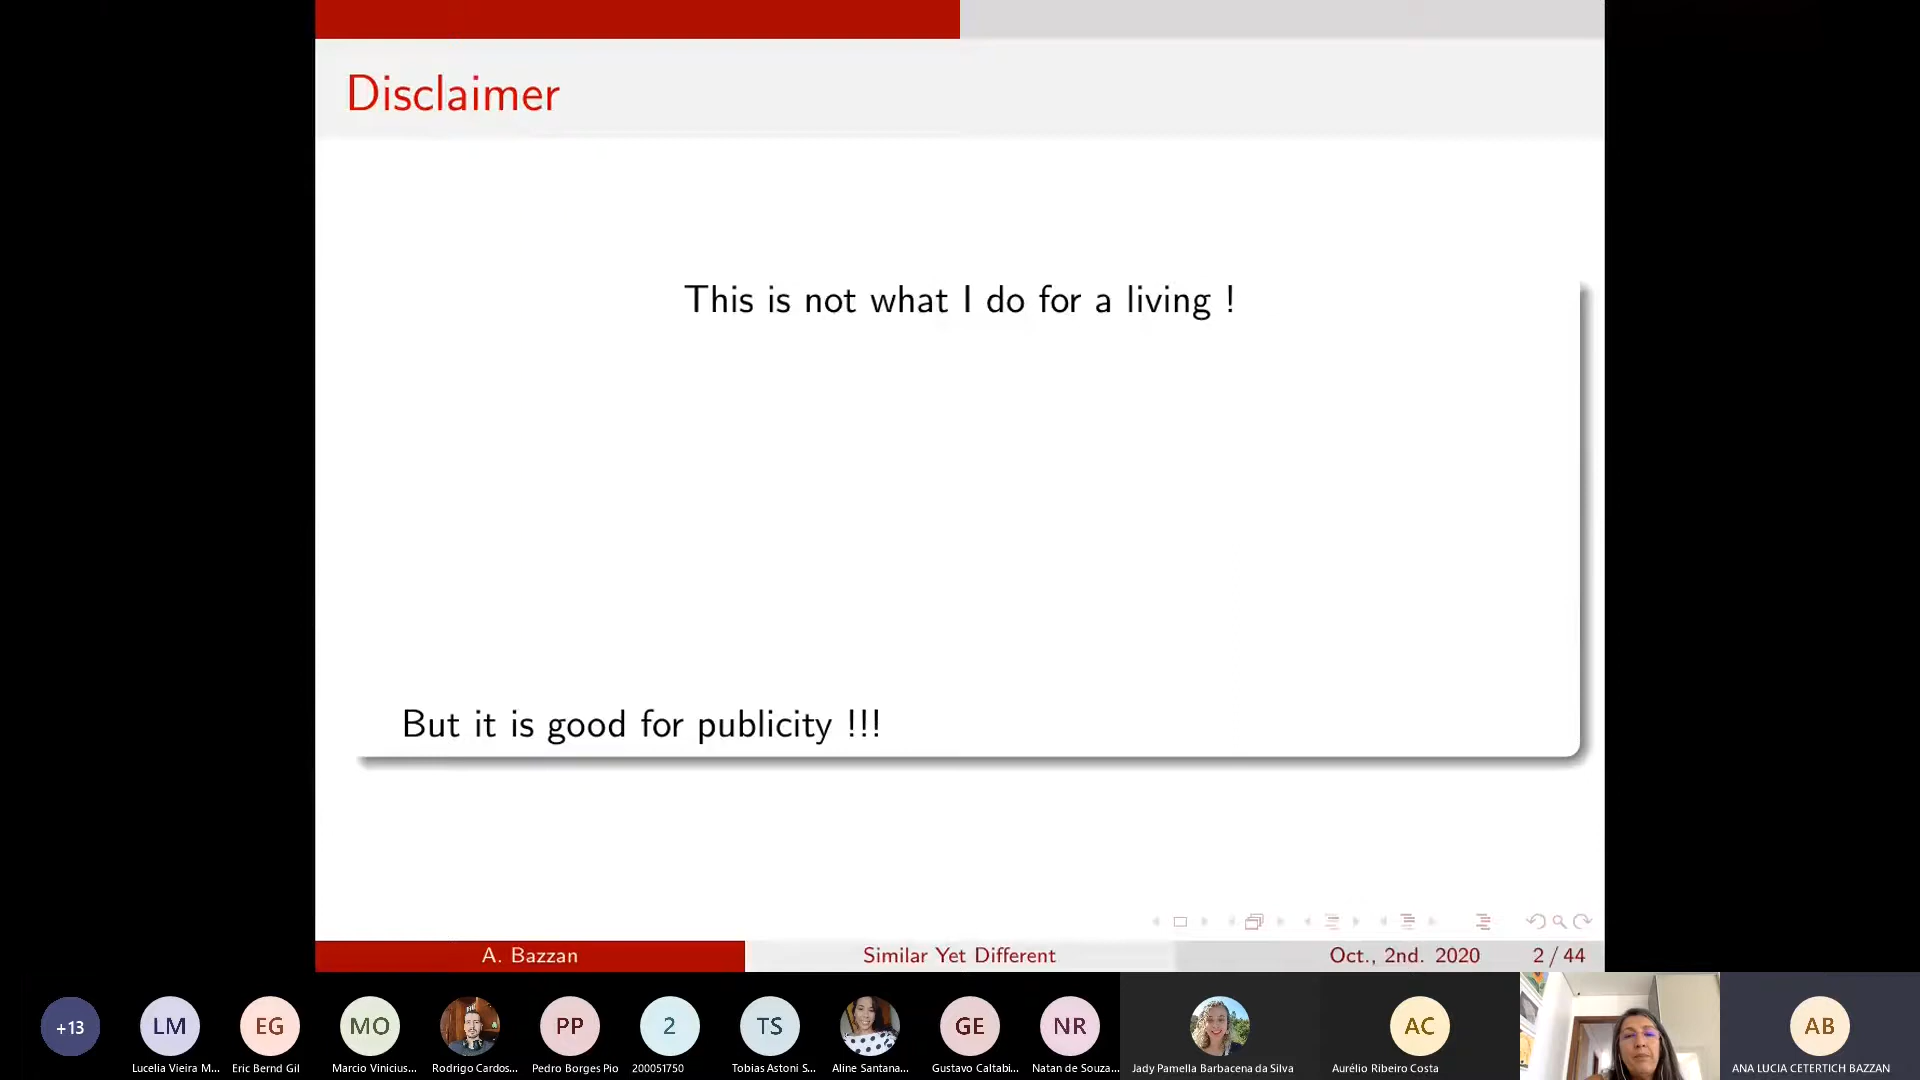 Disclaimer
This is not what I do for a living !
But it is good for publicity !!!
A. Bazzan
Similar Yet Different
Oct., 2nd. 2020
2 / 44
+13
LM
EG
MO
PP
2
TS
GE
NR
AC
AB
Lucelia Vieira M...
Eric Bernd Gil
Marcio Vinicius...
Rodrigo Cardos...
Pedro Borges Pio
200051750
Tobias Astoni S...
Aline Santana...
Gustavo Caltabi...
Natan de Souza...
Jady Pamella Barbacena da Silva
Aurélio Ribeiro Costa
ANA LUCIA CETERTICH BAZZAN